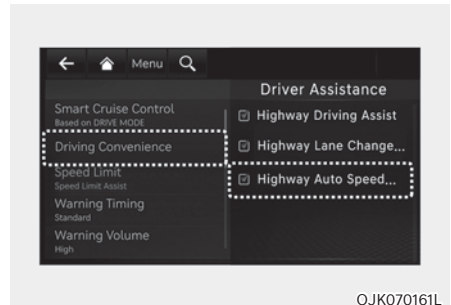 Menu
Driver Assistance
Smart Cruise Control
Based on DRIVE MODE
Driving Convenience
Speed Limit
Speed Limit Assist
Warning Timing
Standard
Warning Volume
High
Highway Driving Assist
Highway Lane Change...
Highway Auto Speed...
OJK070161L